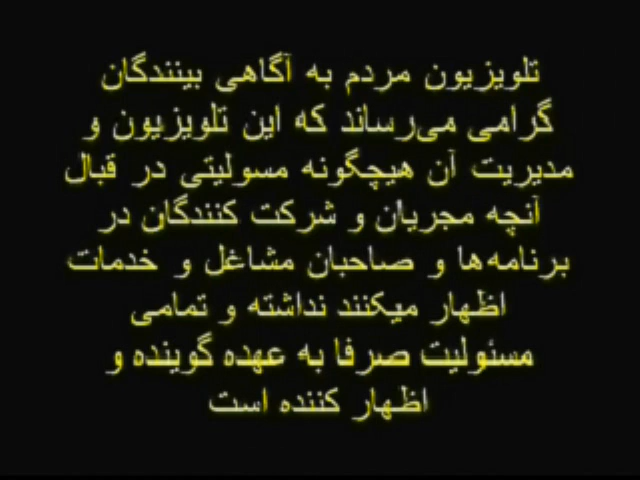 تلویزیون مردم به آگاهی بینندگان
گرامی می‌رساند که این تلویزیون و
مدیریت آن هیچگونه مسولیتی در قبال
آنچه مجریان و شرکت کنندگان در
برنامه‌ها و صاحبان مشاغل و خدمات
اظهار میکنند نداشته و تمامی
مسئولیت صرفا به عهده گوینده و
اظهار کننده است